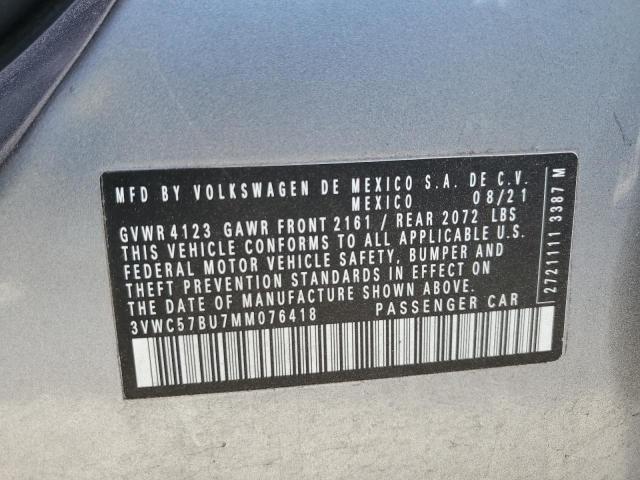 MFD BY VOLKSWAGEN DE MEXICO S.A. DE C.V.
MEXICO 08/21
GVWR 4123 GAWR FRONT 2161 / REAR 2072 LBS
THIS VEHICLE CONFORMS TO ALL APPLICABLE U.S.
FEDERAL MOTOR VEHICLE SAFETY, BUMPER AND
THEFT PREVENTION STANDARDS IN EFFECT ON
THE DATE OF MANUFACTURE SHOWN ABOVE.
3VWC57BU7MM076418 PASSENGER CAR
2721111 3387 M